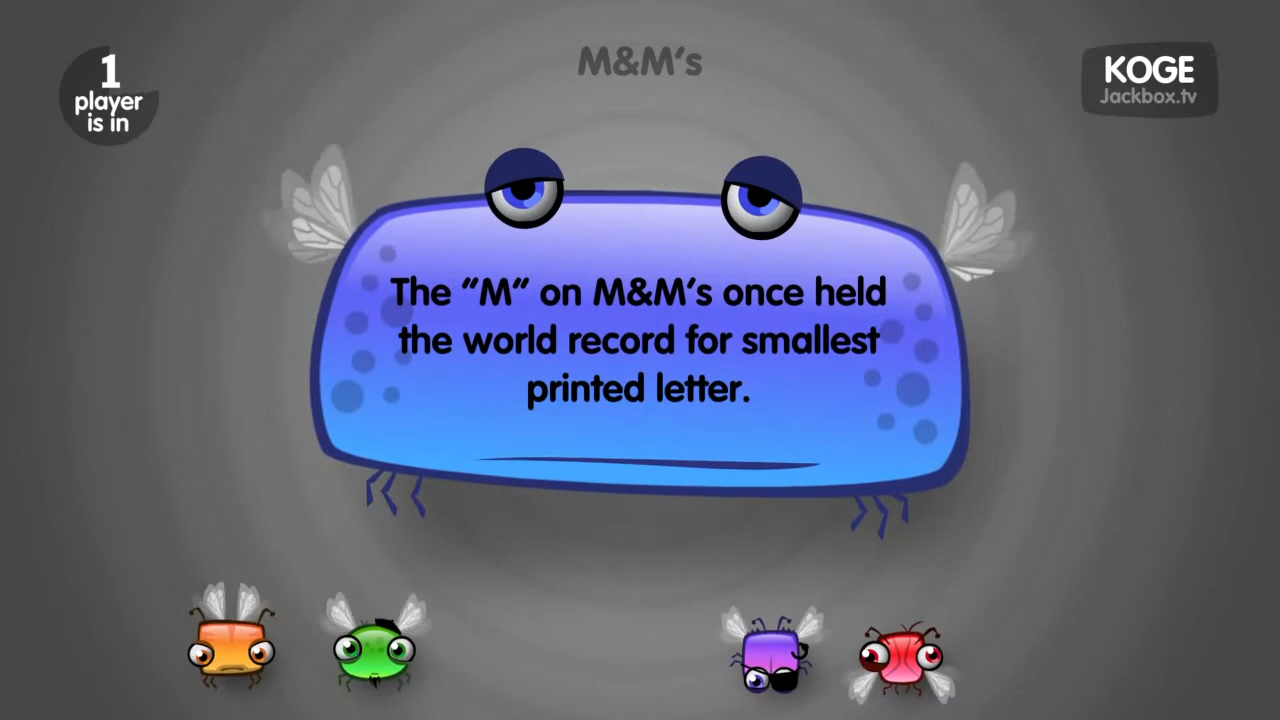 1
player
is in
M&M's
KOGE
Jackbox.tv
The "M" on M&M's once held
the world record for smallest
printed letter.